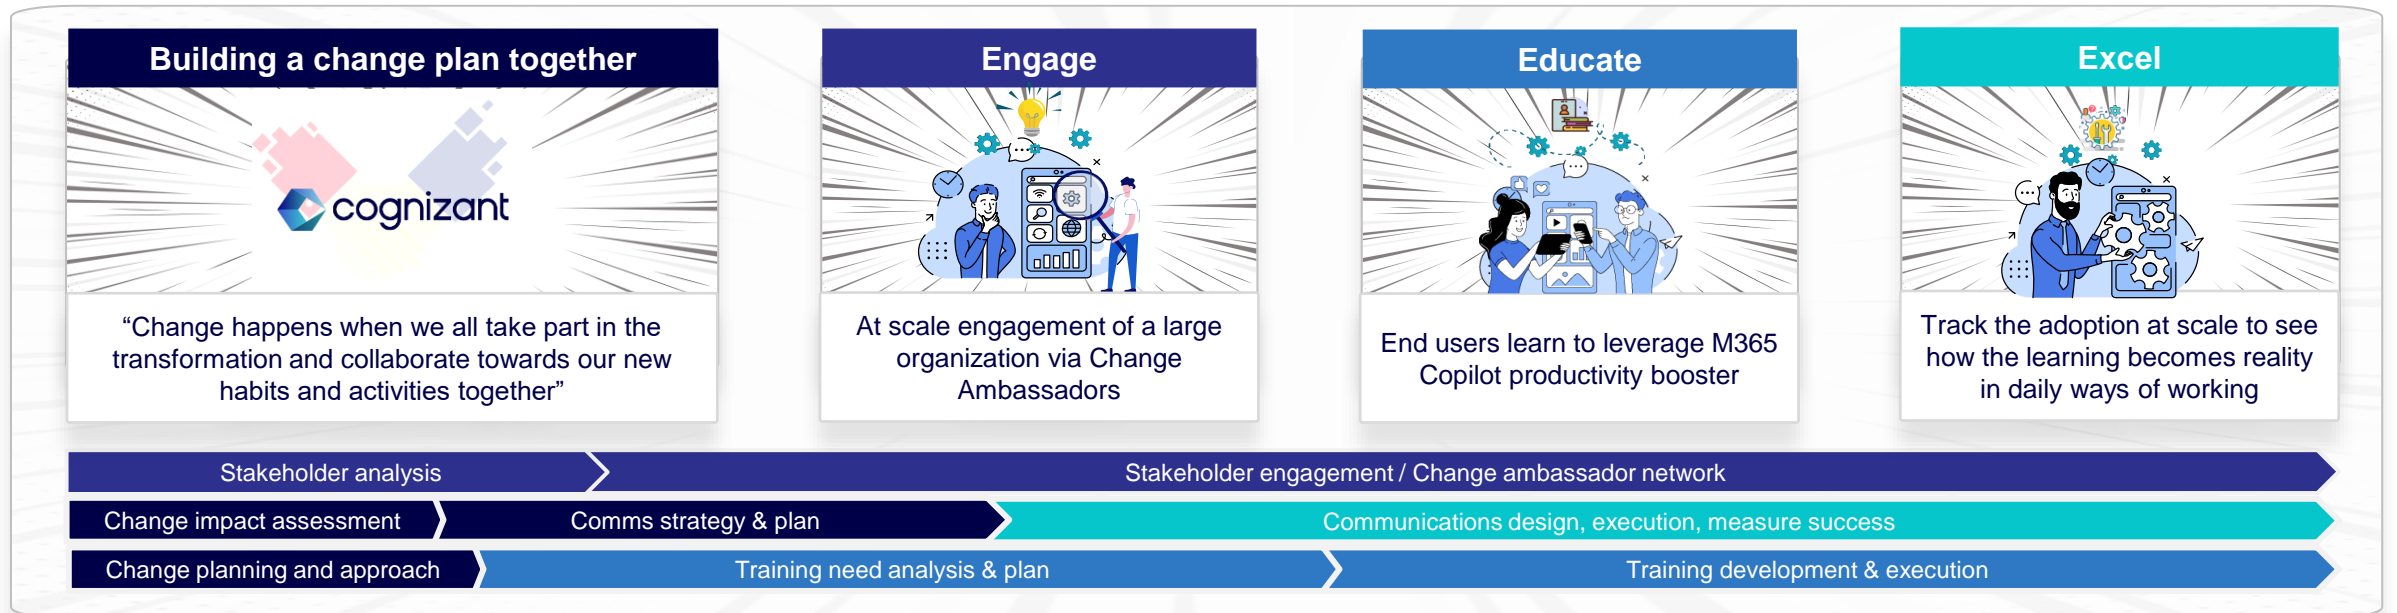 Building a change plan together
cognizant
“Change happens when we all take part in the
transformation and collaborate towards our new
habits and activities together”
Engage
At scale engagement of a large
organization via Change
Ambassadors
Educate
End users learn to leverage M365
Copilot productivity booster
Excel
Track the adoption at scale to see
how the learning becomes reality
in daily ways of working
Stakeholder analysis
Stakeholder engagement / Change ambassador network
Change impact assessment
Comms strategy & plan
Communications design, execution, measure success
Change planning and approach
Training need analysis & plan
Training development & execution